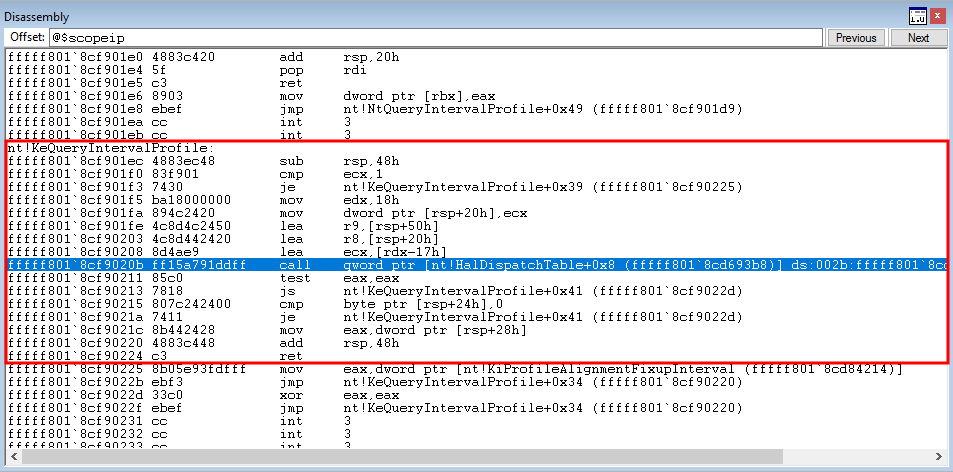 Disassembly
Offset: @$scopeip Previous Next
fffff801`8cf901e0 4883c420 add rsp,20h
fffff801`8cf901e4 5f pop rdi
fffff801`8cf901e5 c3 ret
fffff801`8cf901e6 8903 mov dword ptr [rbx],eax
fffff801`8cf901e8 ebef jmp nt!NtQueryIntervalProfile+0x49 (fffff801`8cf901d9)
fffff801`8cf901ea cc int 3
fffff801`8cf901eb cc int 3
nt!KeQueryIntervalProfile:
fffff801`8cf901ec 4883ec48 sub rsp,48h
fffff801`8cf901f0 83f901 cmp ecx,1
fffff801`8cf901f3 7430 je nt!KeQueryIntervalProfile+0x39 (fffff801`8cf90225)
fffff801`8cf901f5 ba18000000 mov edx,18h
fffff801`8cf901fa 894c2420 mov dword ptr [rsp+20h],ecx
fffff801`8cf901fe 4c8d4c2450 lea r9,[rsp+50h]
fffff801`8cf90203 4c8d442420 lea r8,[rsp+20h]
fffff801`8cf90208 8d4ae9 lea ecx,[rdx-17h]
fffff801`8cf9020b ff15a791ddff call qword ptr [nt!HalDispatchTable+0x8 (fffff801`8cd693b8)] ds:002b:fffff801`8cd
fffff801`8cf90211 85c0 test eax,eax
fffff801`8cf90213 7818 js nt!KeQueryIntervalProfile+0x41 (fffff801`8cf9022d)
fffff801`8cf90215 807c242400 cmp byte ptr [rsp+24h],0
fffff801`8cf9021a 7411 je nt!KeQueryIntervalProfile+0x41 (fffff801`8cf9022d)
fffff801`8cf9021c 8b442428 mov eax,dword ptr [rsp+28h]
fffff801`8cf90220 4883c448 add rsp,48h
fffff801`8cf90224 c3 ret
fffff801`8cf90225 8b05e93fdfff mov eax,dword ptr [nt!KiProfileAlignmentFixupInterval (fffff801`8cd84214)]
fffff801`8cf9022b ebf3 jmp nt!KeQueryIntervalProfile+0x34 (fffff801`8cf90220)
fffff801`8cf9022d 33c0 xor eax,eax
fffff801`8cf9022f ebef jmp nt!KeQueryIntervalProfile+0x34 (fffff801`8cf90220)
fffff801`8cf90231 cc int 3
fffff801`8cf90232 cc int 3
fffff801`8cf90233 cc int 3